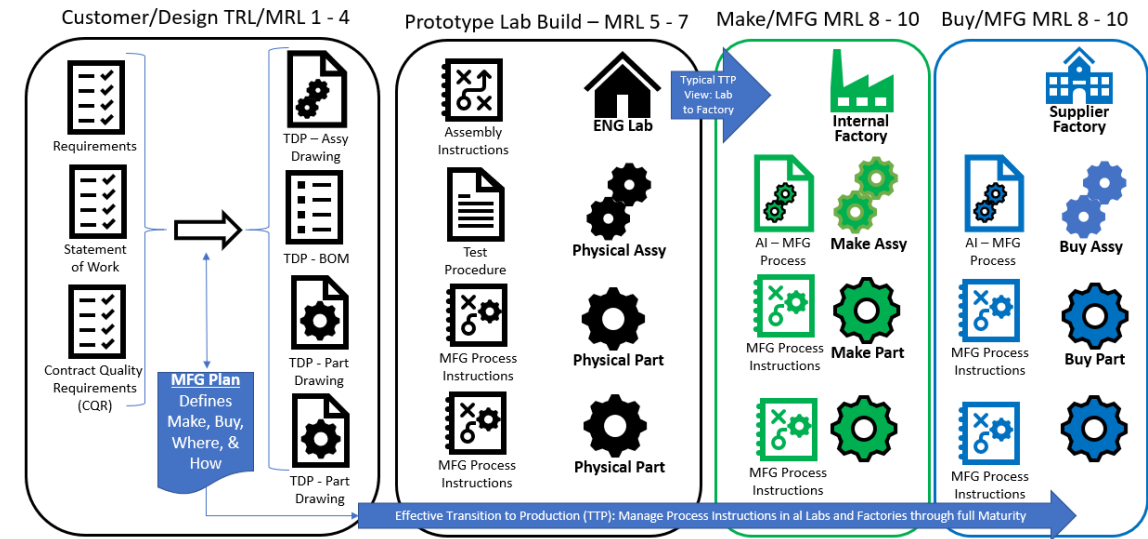 Customer/Design TRL/MRL 1 - 4
Requirements
Statement
of Work
Contract Quality
Requirements
(CQR)
MFG Plan
Defines
Make, Buy,
Where, &
How
TDP – Assy
Drawing
TDP - BOM
TDP - Part
Drawing
TDP - Part
Drawing
Prototype Lab Build – MRL 5 - 7
Assembly
Instructions
ENG Lab
Test
Procedure
Physical Assy
MFG Process
Instructions
Physical Part
MFG Process
Instructions
Physical Part
Typical TTP
View: Lab
to Factory
Make/MFG MRL 8 - 10
Internal
Factory
AI – MFG
Process
Make Assy
MFG Process
Instructions
Make Part
MFG Process
Instructions
Buy/MFG MRL 8 - 10
Supplier
Factory
AI – MFG
Process
Buy Assy
MFG Process
Instructions
Buy Part
MFG Process
Instructions
Effective Transition to Production (TTP): Manage Process Instructions in al Labs and Factories through full Maturity